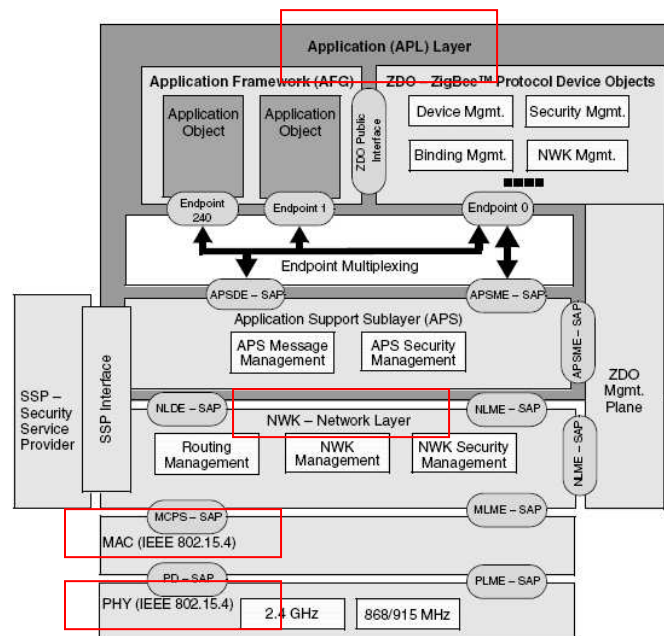 Application (APL) Layer
Application Framework (AFG)
ZDO – ZigBee™ Protocol Device Objects
Application
Object
Application
Object
ZDO Public
Interface
Device Mgmt.
Security Mgmt.
Binding Mgmt.
NWK Mgmt.
Endpoint
240
Endpoint 1
Endpoint 0
Endpoint Multiplexing
APSDE – SAP
APSME – SAP
Application Support Sublayer (APS)
APS Message
Management
APS Security
Management
APSME – SAP
SSP –
Security
Service
Provider
SSP Interface
ZDO
Mgmt.
Plane
NLDE – SAP
NLME – SAP
NWK – Network Layer
Routing
Management
NWK
Management
NWK Security
Management
NLME – SAP
MCPS – SAP
MLME – SAP
MAC (IEEE 802.15.4)
PD – SAP
PLME – SAP
PHY (IEEE 802.15.4)
2.4 GHz
868/915 MHz